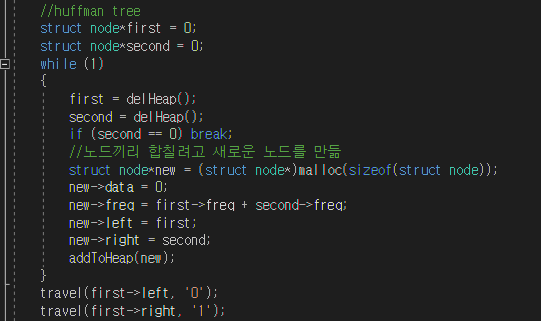 //huffman tree
struct node*first = 0;
struct node*second = 0;
while (1)
{
first = delHeap();
second = delHeap();
if (second == 0) break;
//노드끼리 합칠려고 새로운 노드를 만듦
struct node*new = (struct node*)malloc(sizeof(struct node));
new->data = 0;
new->freq = first->freq + second->freq;
new->left = first;
new->right = second;
addToHeap(new);
}
travel(first->left, '0');
travel(first->right, '1');